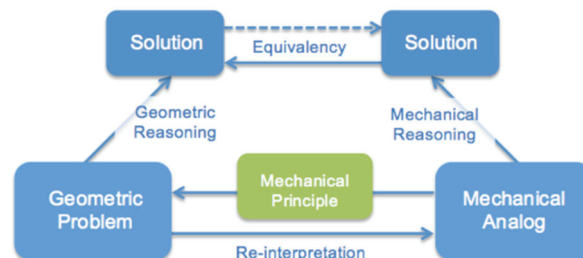 Solution
Solution
Equivalency
Geometric
Reasoning
Mechanical
Reasoning
Geometric
Problem
Mechanical
Principle
Mechanical
Analog
Re-interpretation